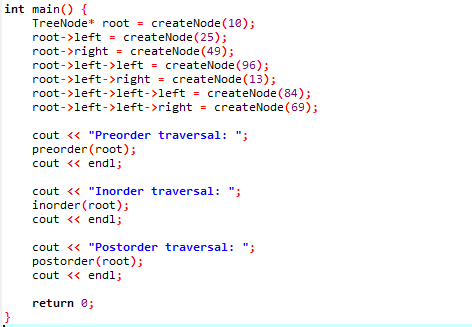 int main() {
    TreeNode* root = createNode(10);
    root->left = createNode(25);
    root->right = createNode(49);
    root->left->left = createNode(96);
    root->left->right = createNode(13);
    root->left->left->left = createNode(84);
    root->left->left->right = createNode(69);

    cout << "Preorder traversal: ";
    preorder(root);
    cout << endl;

    cout << "Inorder traversal: ";
    inorder(root);
    cout << endl;

    cout << "Postorder traversal: ";
    postorder(root);
    cout << endl;

    return 0;
}